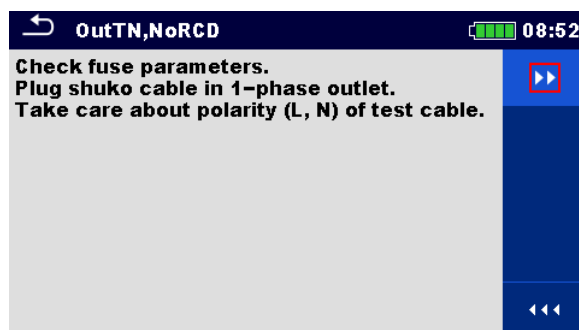 OutTN,NoRCD 08:52
Check fuse parameters.
Plug shuko cable in 1-phase outlet.
Take care about polarity (L, N) of test cable.